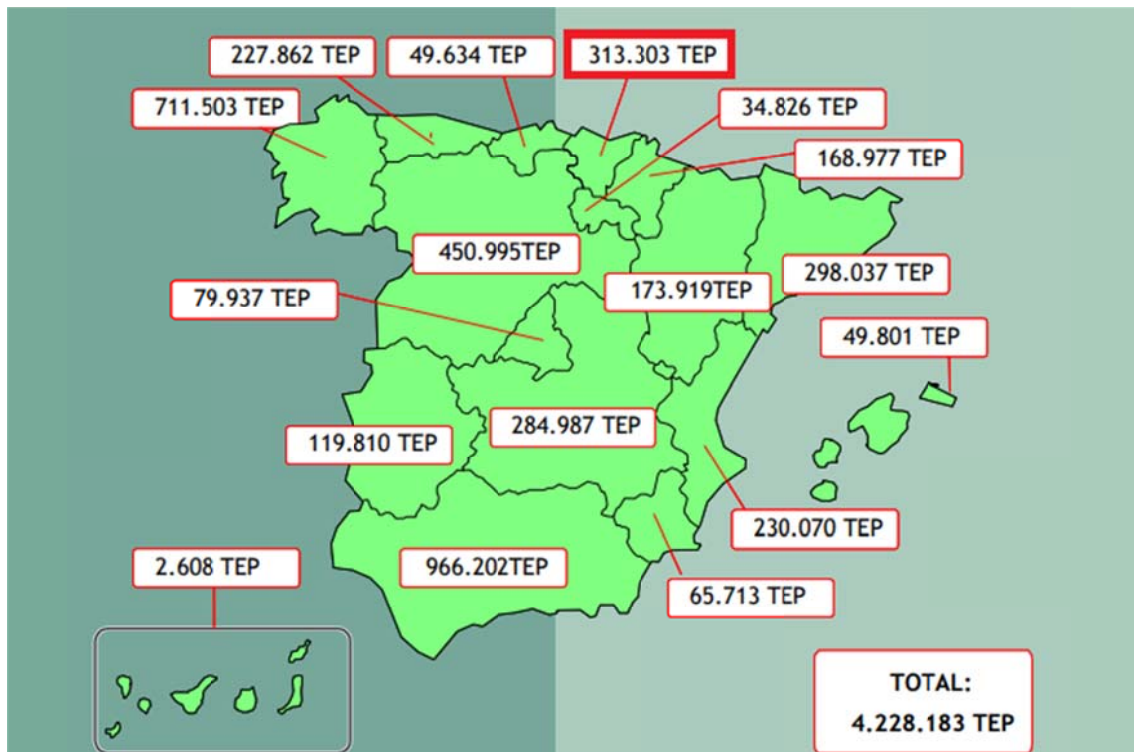 227.862 TEP
49.634 TEP
313.303 TEP
711.503 TEP
34.826 TEP
168.977 TEP
450.995TEP
298.037 TEP
79.937 TEP
173.919TEP
49.801 TEP
284.987 TEP
119.810 TEP
230.070 TEP
2.608 TEP
966.202TEP
65.713 TEP
TOTAL:
4.228.183 TEP